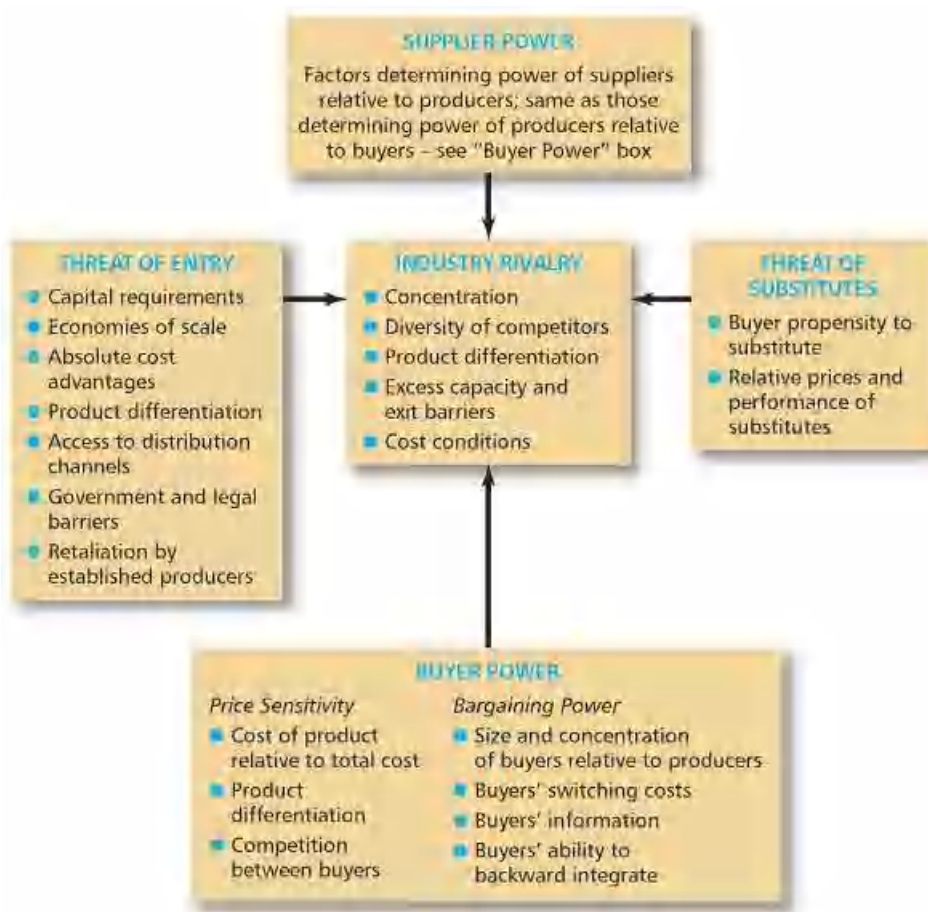 SUPPLIER POWER
Factors determining power of suppliers
relative to producers; same as those
determining power of producers relative
to buyers – see "Buyer Power" box
THREAT OF ENTRY
Capital requirements
Economies of scale
Absolute cost
advantages
Product differentiation
Access to distribution
channels
Government and legal
barriers
Retaliation by
established producers
INDUSTRY RIVALRY
Concentration
Diversity of competitors
Product differentiation
Excess capacity and
exit barriers
Cost conditions
THREAT OF
SUBSTITUTES
Buyer propensity to
substitute
Relative prices and
performance of
substitutes
BUYER POWER
Price Sensitivity
Cost of product
relative to total cost
Product
differentiation
Competition
between buyers
Bargaining Power
Size and concentration
of buyers relative to producers
Buyers' switching costs
Buyers' information
Buyers' ability to
backward integrate